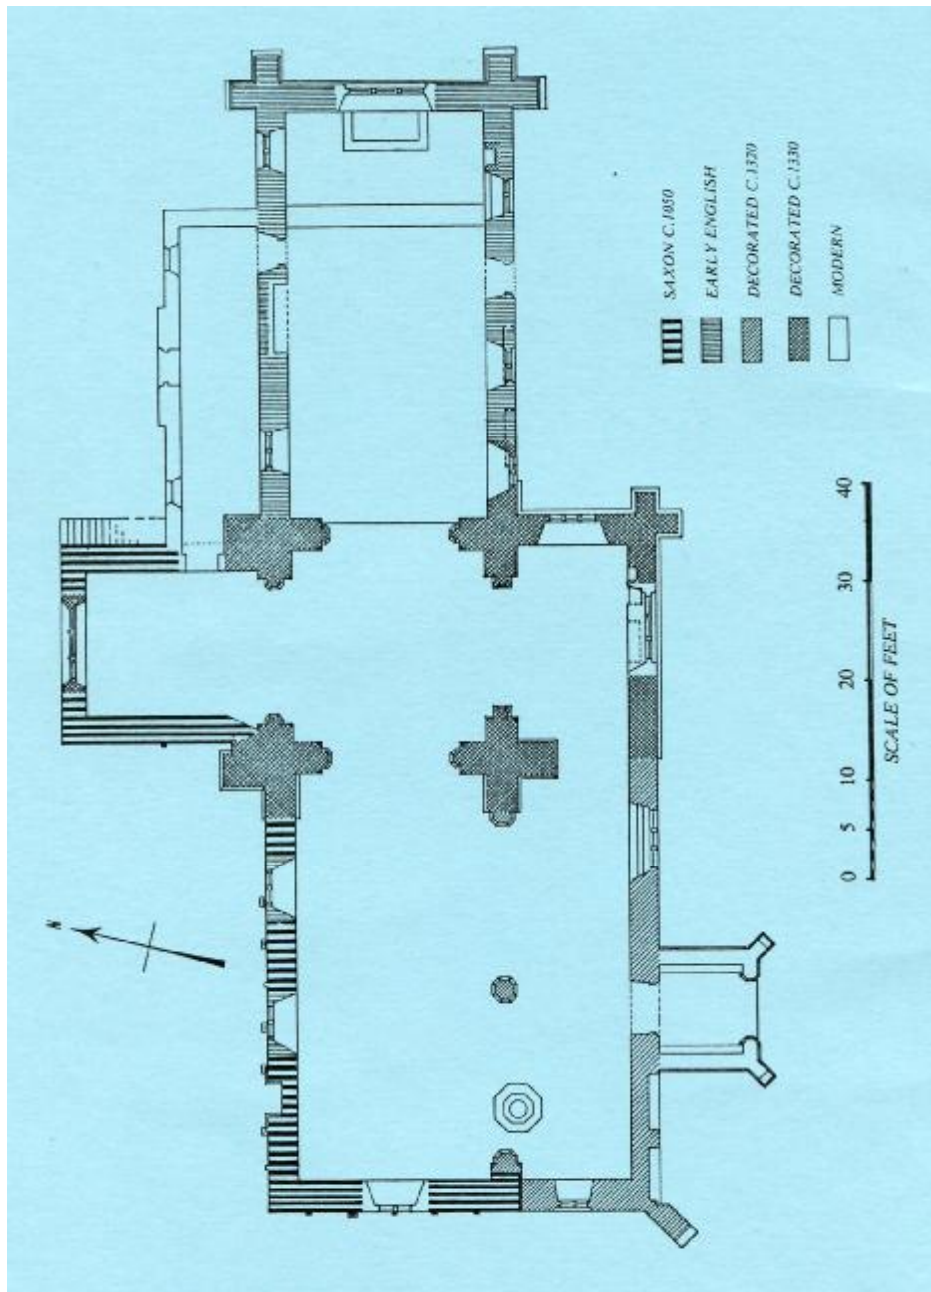 SAXON C.1050
EARLY ENGLISH
DECORATED C.1320
DECORATED C.1330
MODERN
0 5 10 20 30 40
SCALE OF FEET
N